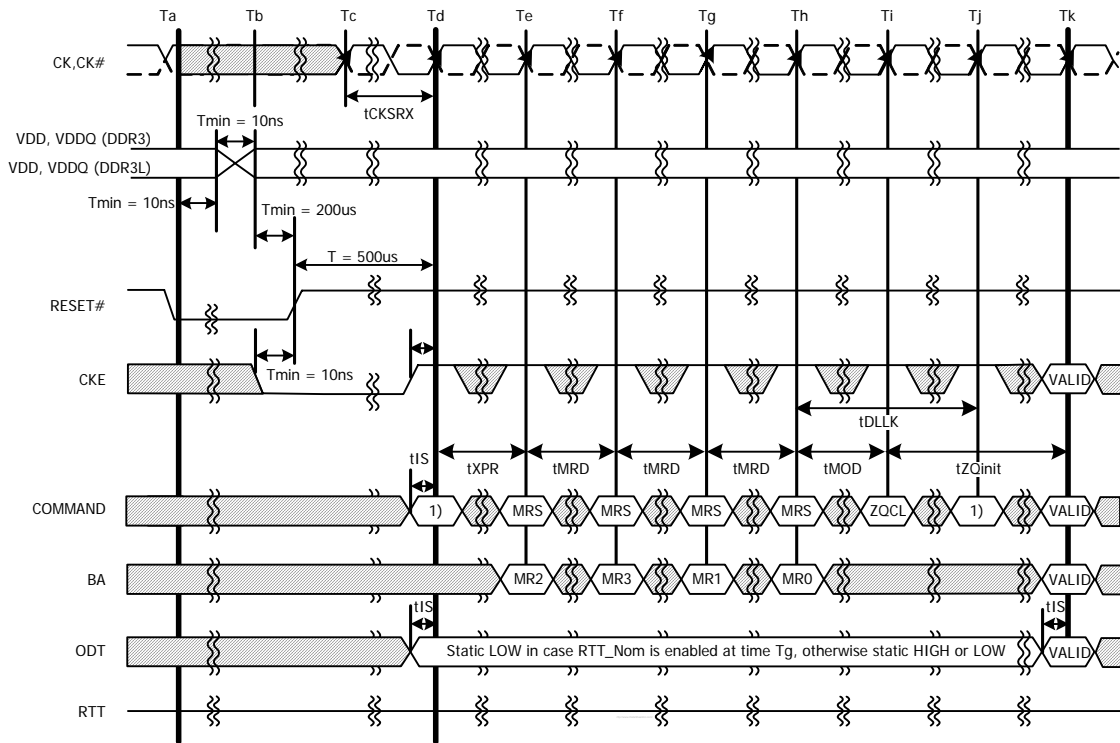 Ta Tb Tc Td Te Tf Tg Th Ti Tj Tk
CK,CK#
tCKSRX
Tmin = 10ns
VDD, VDDQ (DDR3)
VDD, VDDQ (DDR3L)
Tmin = 10ns
Tmin = 200us
T = 500us
RESET#
Tmin = 10ns
CKE VALID
tDLLK
tIS tXPR tMRD tMRD tMRD tMOD tZQinit
COMMAND 1) MRS MRS MRS MRS ZQCL 1) VALID
BA MR2 MR3 MR1 MR0 VALID
tIS tIS
ODT Static LOW in case RTT_Nom is enabled at time Tg, otherwise static HIGH or LOW VALID
RTT